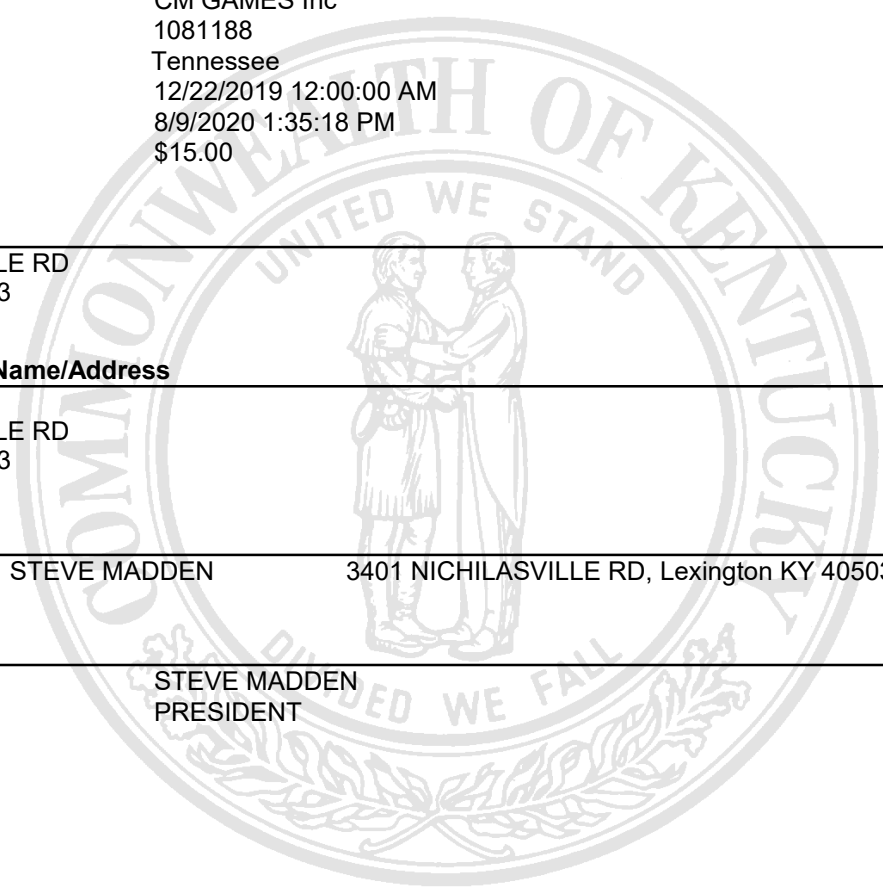 CM GAMES Inc
1081188
Tennessee
12/22/2019 12:00:00 AM
8/9/2020 1:35:18 PM
$15.00
LE RD
3
Name/Address
LE RD
3
STEVE MADDEN 3401 NICHILASVILLE RD, Lexington KY 40503
STEVE MADDEN
PRESIDENT
COMMONWEALTH OF KENTUCKY
UNITED WE STAND
DIVIDED WE FALL